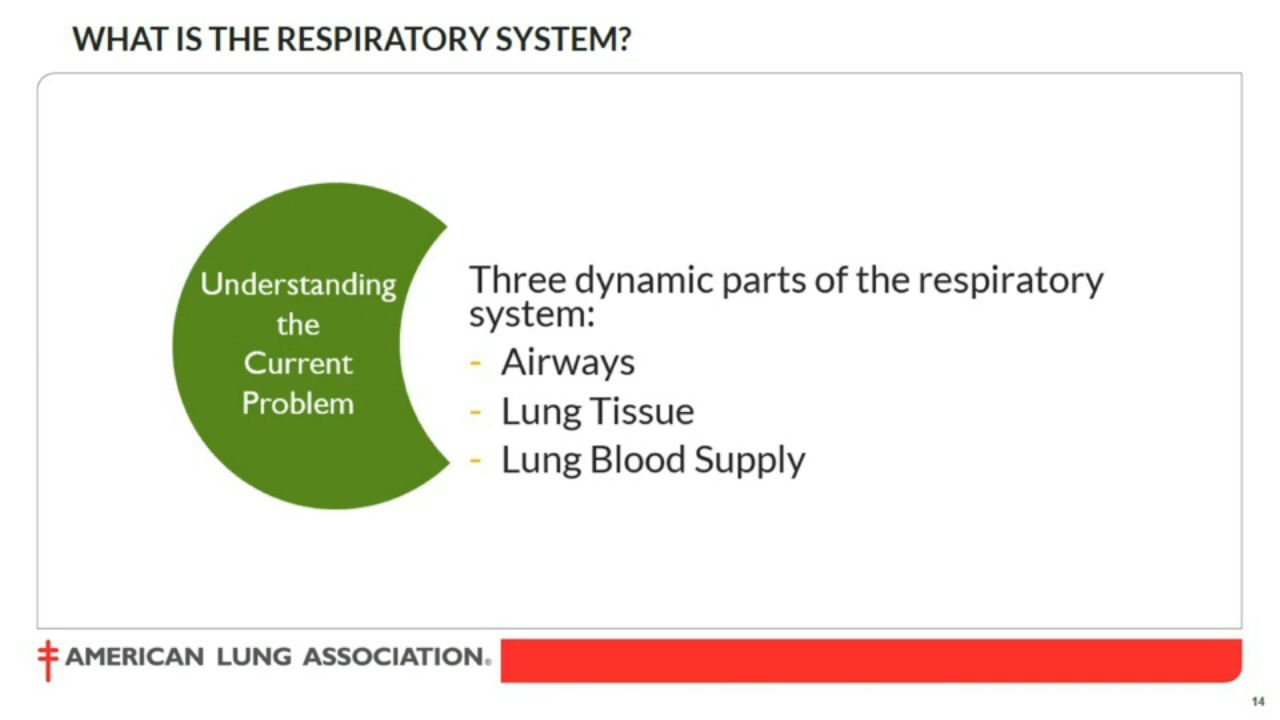 WHAT IS THE RESPIRATORY SYSTEM?
Understanding
the
Current
Problem
Three dynamic parts of the respiratory
system:
- Airways
- Lung Tissue
- Lung Blood Supply
AMERICAN LUNG ASSOCIATION®
14